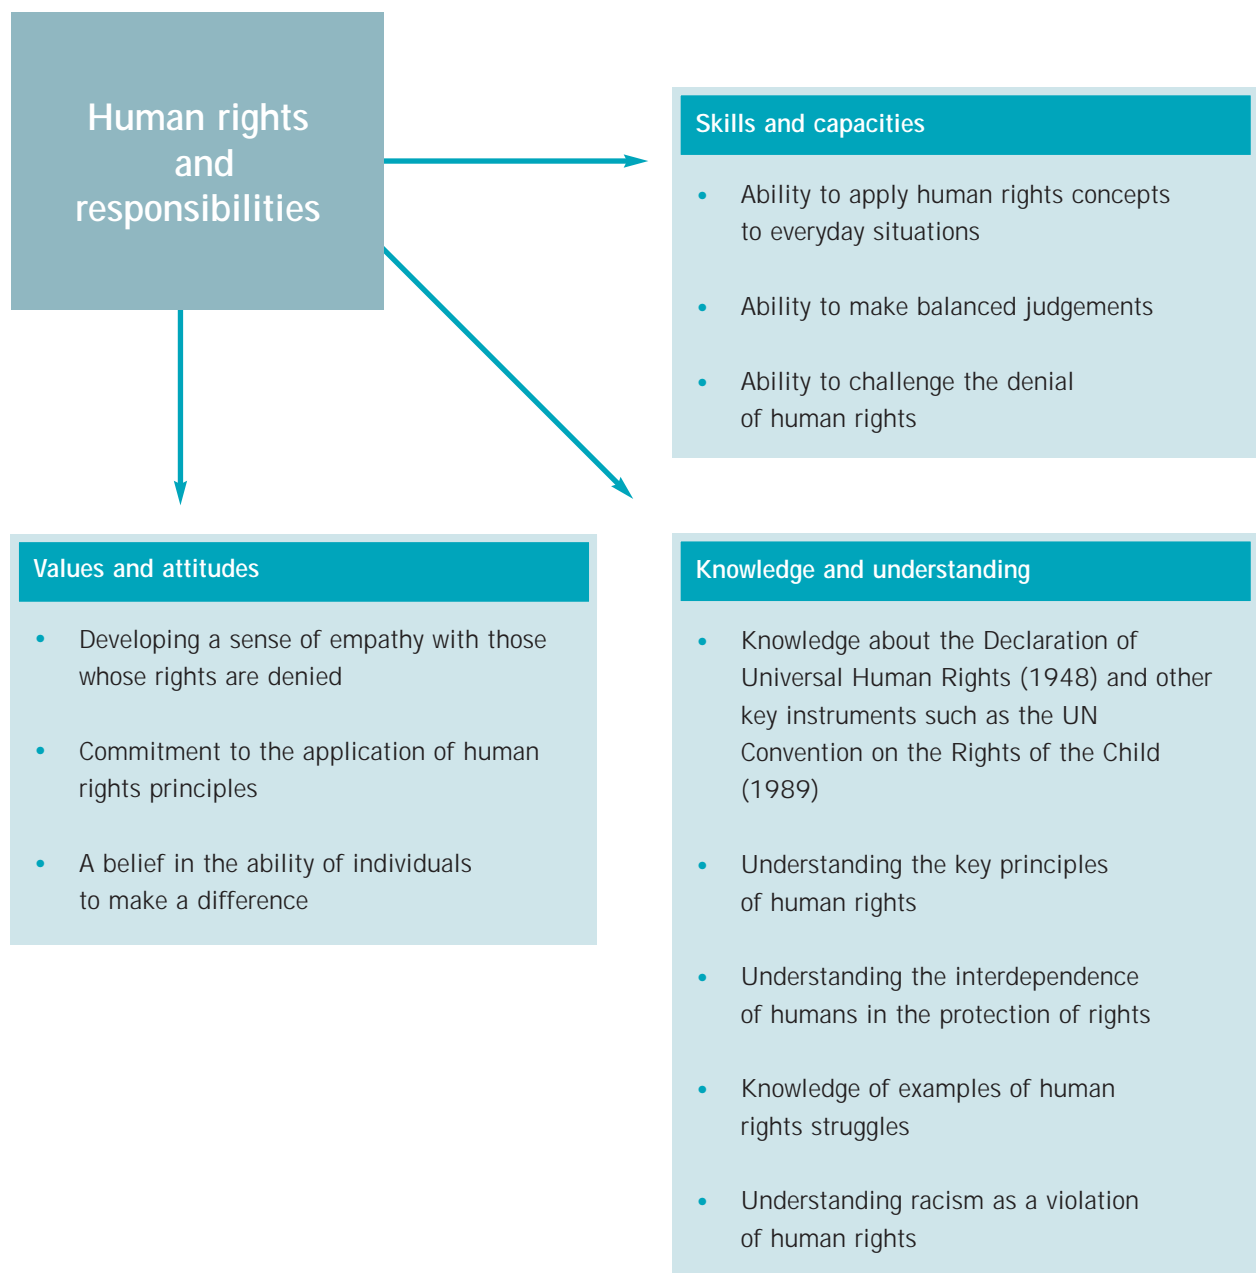 Human rights
and
responsibilities
Skills and capacities
• Ability to apply human rights concepts
to everyday situations
• Ability to make balanced judgements
• Ability to challenge the denial
of human rights
Values and attitudes
• Developing a sense of empathy with those
whose rights are denied
• Commitment to the application of human
rights principles
• A belief in the ability of individuals
to make a difference
Knowledge and understanding
• Knowledge about the Declaration of
Universal Human Rights (1948) and other
key instruments such as the UN
Convention on the Rights of the Child
(1989)
• Understanding the key principles
of human rights
• Understanding the interdependence
of humans in the protection of rights
• Knowledge of examples of human
rights struggles
• Understanding racism as a violation
of human rights